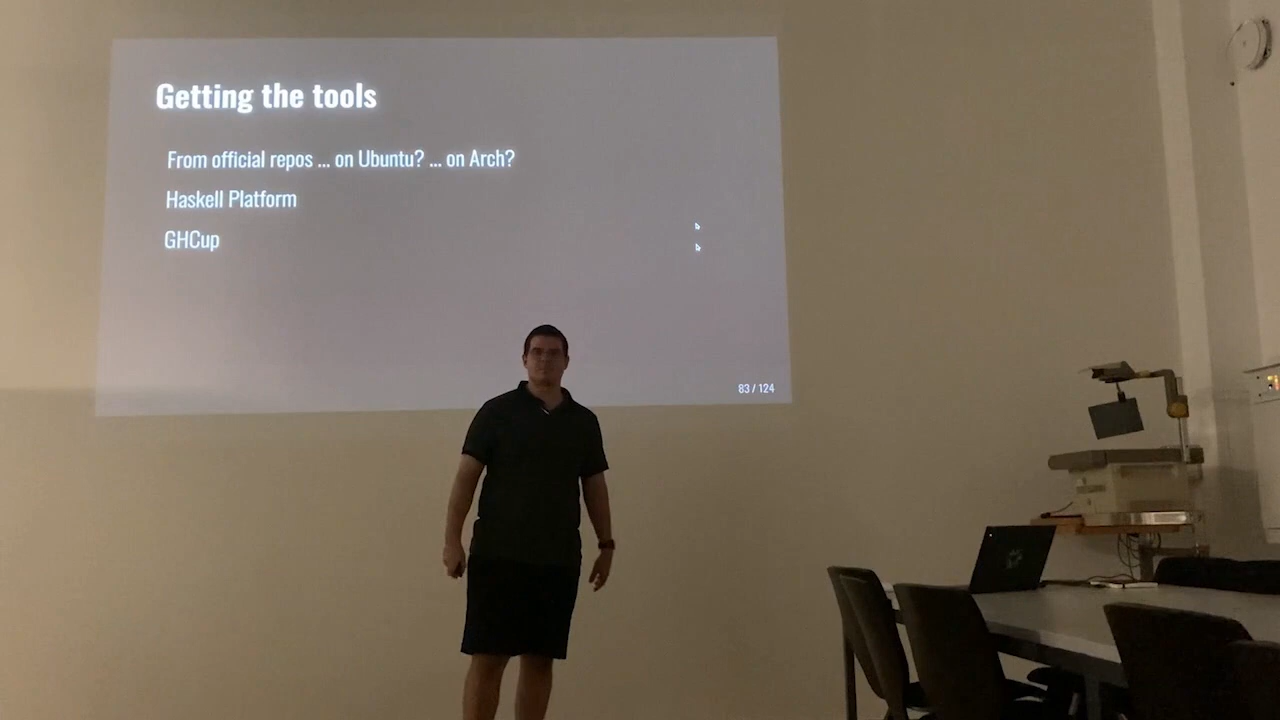 Getting the tools
From official repos ... on Ubuntu? ... on Arch?
Haskell Platform
GHCup
83 / 124